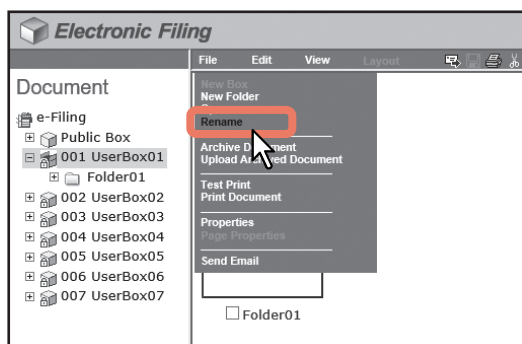 Electronic Filing
File Edit View Layout
Document
e-Filing
Public Box
001 UserBox01
Folder01
002 UserBox02
003 UserBox03
004 UserBox04
005 UserBox05
006 UserBox06
007 UserBox07
New Box
New Folder
Rename
Archive Document
Upload Archived Document
Test Print
Print Document
Properties
Page Properties
Send Email
Folder01